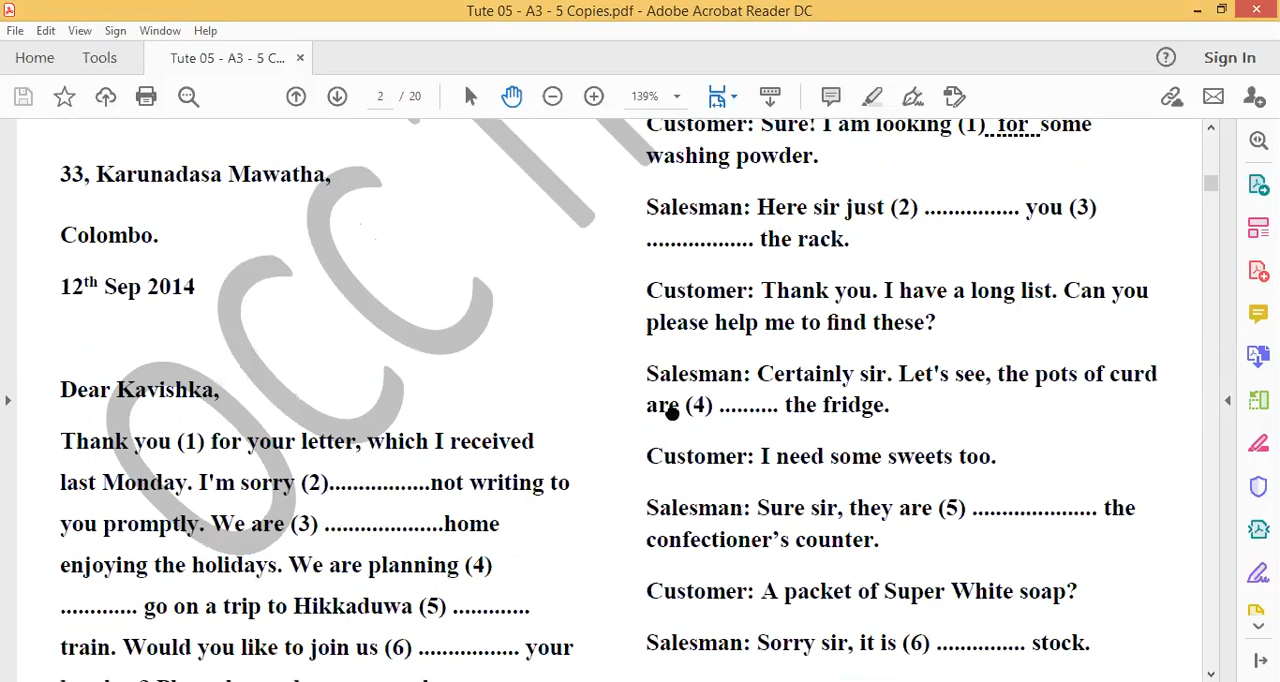 Tute 05 - A3 - 5 Copies.pdf - Adobe Acrobat Reader DC
File Edit View Sign Window Help
Home Tools Tute 05 - A3 - 5 C... × Sign In
2 / 20 139%
33, Karunadasa Mawatha,
Colombo.
12th Sep 2014
Dear Kavishka,
Thank you (1) for your letter, which I received
last Monday. I'm sorry (2).................not writing to
you promptly. We are (3) ....................home
enjoying the holidays. We are planning (4)
............. go on a trip to Hikkaduwa (5) .............
train. Would you like to join us (6) ................. your
Customer: Sure! I am looking (1) for some
washing powder.
Salesman: Here sir just (2) ................ you (3)
.................. the rack.
Customer: Thank you. I have a long list. Can you
please help me to find these?
Salesman: Certainly sir. Let's see, the pots of curd
are (4) .......... the fridge.
Customer: I need some sweets too.
Salesman: Sure sir, they are (5) ..................... the
confectioner’s counter.
Customer: A packet of Super White soap?
Salesman: Sorry sir, it is (6) ............... stock.
OCC